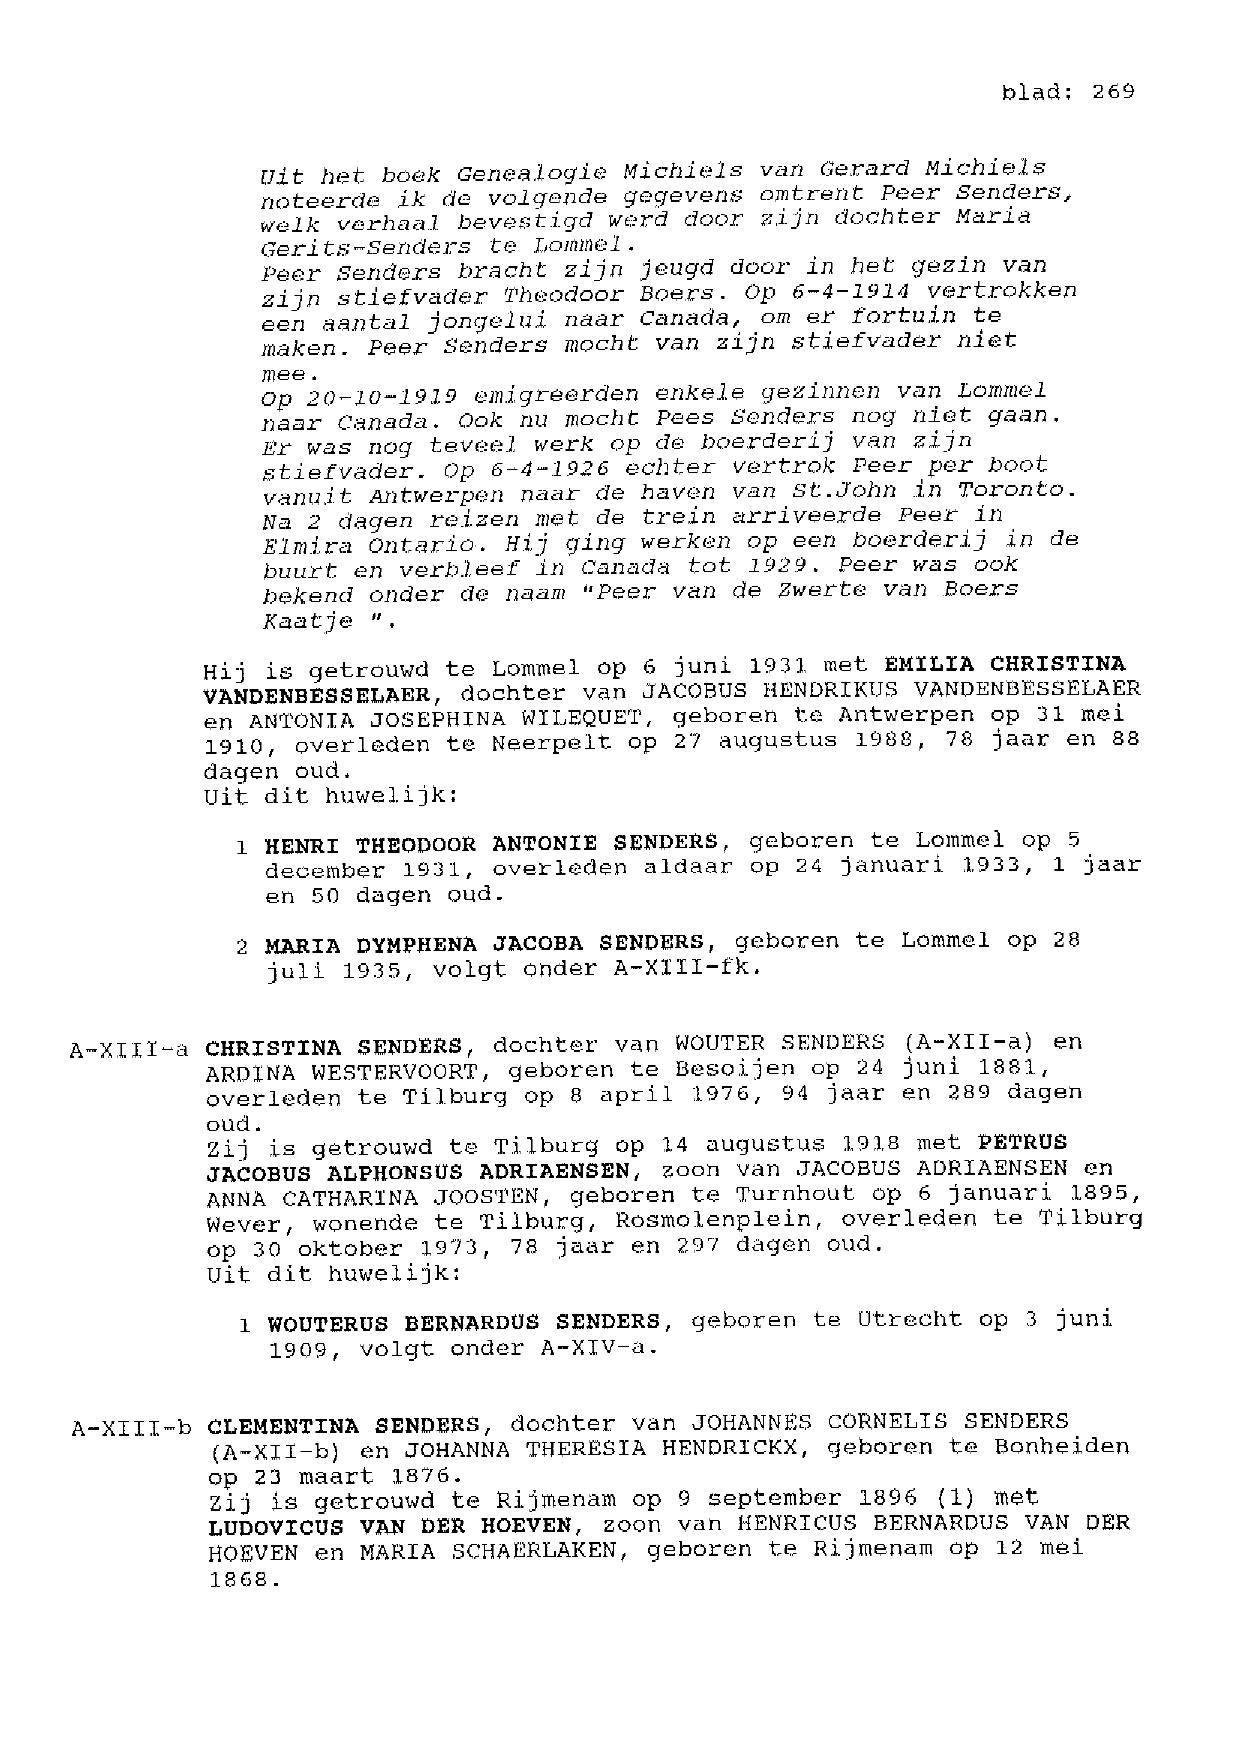 blad: 269
Uit het boek Genealogie Michiels van Gerard Michiels
noteerde ik de volgende gegevens omtrent Peer Senders,
welk verhaal bevestigd werd door zijn dochter Maria
Gerits-Senders te Lommel.
Peer Senders bracht zijn jeugd door in het gezin van
zijn stiefvader Theodoor Boers. Op 6-4-1914 vertrokken
een aantal jongelui naar Canada, om er fortuin te
maken. Peer Senders mocht van zijn stiefvader niet
mee.
Op 20-10-1919 emigreerden enkele gezinnen van Lommel
naar Canada. Ook nu mocht Pees Senders nog niet gaan.
Er was nog teveel werk op de boerderij van zijn
stiefvader. Op 6-4-1926 echter vertrok Peer per boot
vanuit Antwerpen naar de haven van St.John in Toronto.
Na 2 dagen reizen met de trein arriveerde Peer in
Elmira Ontario. Hij ging werken op een boerderij in de
buurt en verbleef in Canada tot 1929. Peer was ook
bekend onder de naam "Peer van de Zwerte van Boers
Kaatje ".
Hij is getrouwd te Lommel op 6 juni 1931 met EMILIA CHRISTINA
VANDENBESSELAER, dochter van JACOBUS HENDRIKUS VANDENBESSELAER
en ANTONIA JOSEPHINA WILEQUET, geboren te Antwerpen op 31 mei
1910, overleden te Neerpelt op 27 augustus 1988, 78 jaar en 88
dagen oud.
Uit dit huwelijk:
1 HENRI THEODOOR ANTONIE SENDERS, geboren te Lommel op 5
december 1931, overleden aldaar op 24 januari 1933, 1 jaar
en 50 dagen oud.
2 MARIA DYMPHENA JACOBA SENDERS, geboren te Lommel op 28
juli 1935, volgt onder A-XIII-fk.
A-XIII-a CHRISTINA SENDERS, dochter van WOUTER SENDERS (A-XII-a) en
ARDINA WESTERVOORT, geboren te Besoijen op 24 juni 1881,
overleden te Tilburg op 8 april 1976, 94 jaar en 289 dagen
oud.
Zij is getrouwd te Tilburg op 14 augustus 1918 met PETRUS
JACOBUS ALPHONSUS ADRIAENSEN, zoon van JACOBUS ADRIAENSEN en
ANNA CATHARINA JOOSTEN, geboren te Turnhout op 6 januari 1895,
Wever, wonende te Tilburg, Rosmolenplein, overleden te Tilburg
op 30 oktober 1973, 78 jaar en 297 dagen oud.
Uit dit huwelijk:
1 WOUTERUS BERNARDUS SENDERS, geboren te Utrecht op 3 juni
1909, volgt onder A-XIV-a.
A-XIII-b CLEMENTINA SENDERS, dochter van JOHANNES CORNELIS SENDERS
(A-XII-b) en JOHANNA THERESIA HENDRICKX, geboren te Bonheiden
op 23 maart 1876.
Zij is getrouwd te Rijmenam op 9 september 1896 (1) met
LUDOVICUS VAN DER HOEVEN, zoon van HENRICUS BERNARDUS VAN DER
HOEVEN en MARIA SCHAERLAKEN, geboren te Rijmenam op 12 mei
1868.